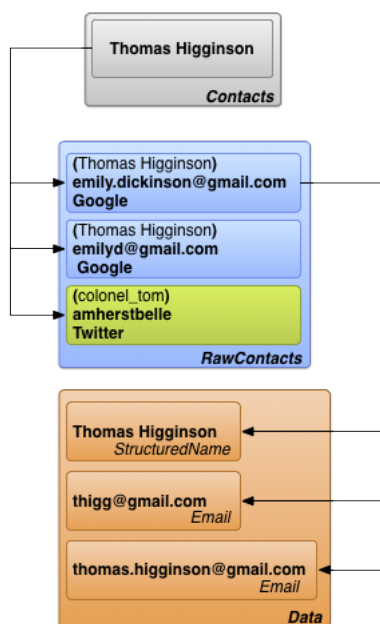 Thomas Higginson
Contacts
(Thomas Higginson)
emily.dickinson@gmail.com
Google
(Thomas Higginson)
emilyd@gmail.com
Google
(colonel_tom)
amherstbelle
Twitter
RawContacts
Thomas Higginson
StructuredName
thigg@gmail.com
Email
thomas.higginson@gmail.com
Email
Data